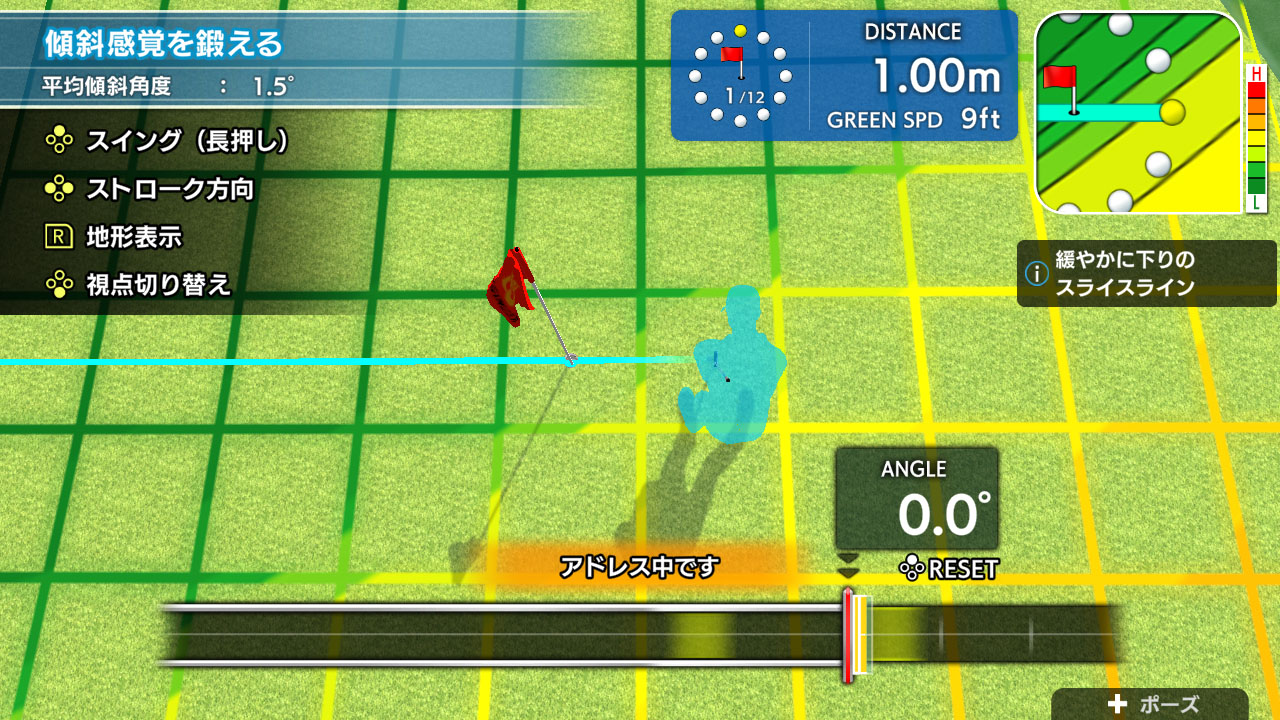 傾斜感覚を鍛える
平均傾斜角度 : 1.5°
スイング（長押し）
ストローク方向
R 地形表示
視点切り替え
1/12
DISTANCE
1.00m
GREEN SPD 9ft
H
L
i 緩やかに下りの
スライスライン
ANGLE
0.0°
RESET
アドレス中です
+ ポーズ